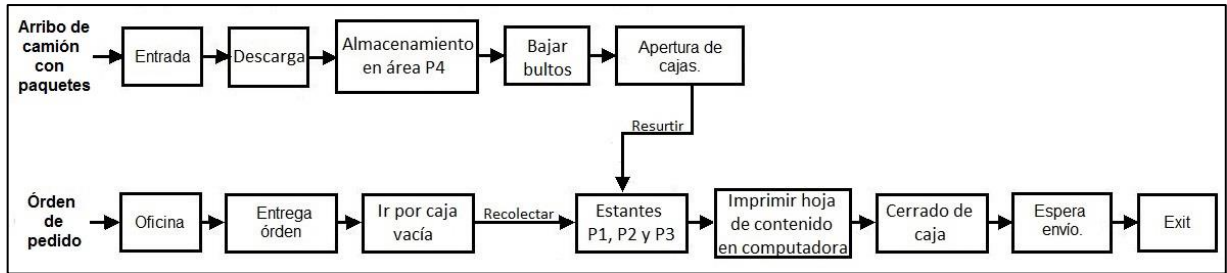 Arribo de
camión
con
paquetes
Entrada
Descarga
Almacenamiento
en área P4
Bajar
bultos
Apertura de
cajas.
Resurtir
Órden
de
pedido
Oficina
Entrega
órden
Ir por caja
vacía
Recolectar
Estantes
P1, P2 y P3
Imprimir hoja
de contenido
en computadora
Cerrado de
caja
Espera
envío.
Exit